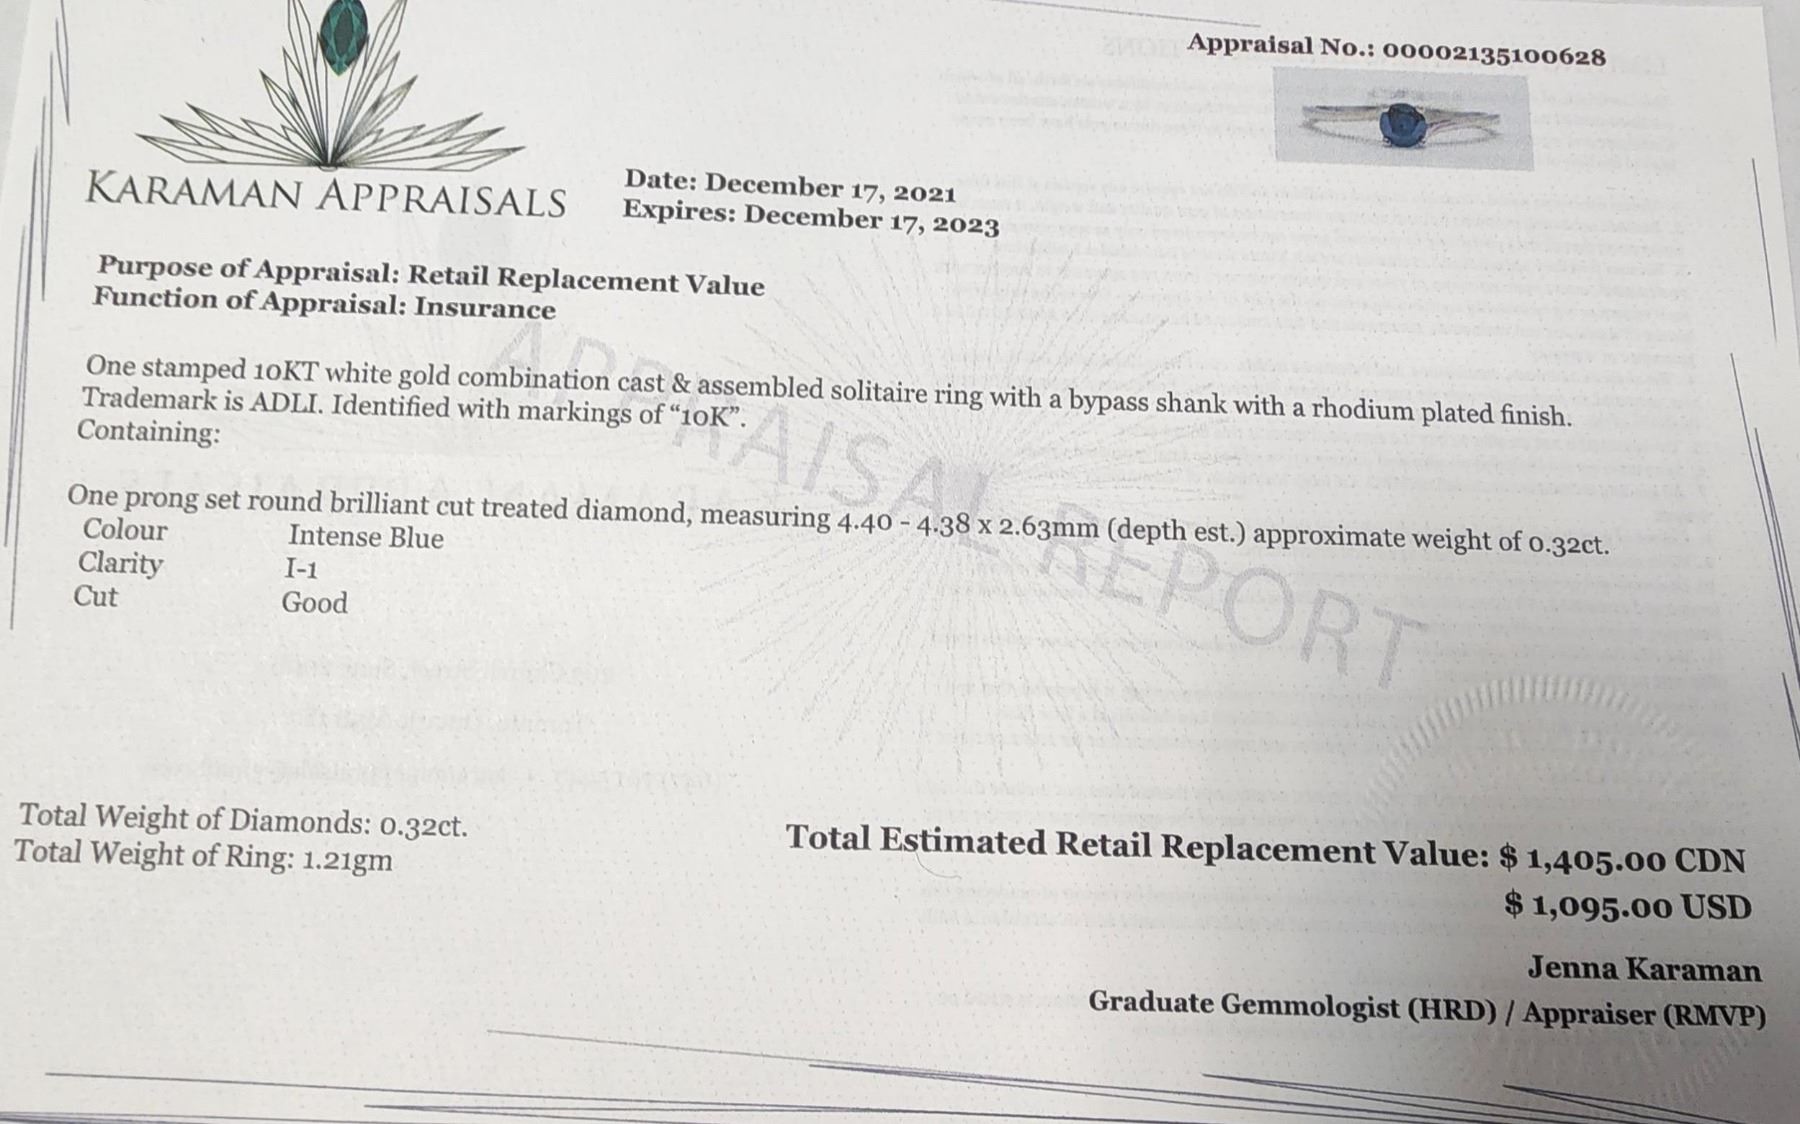 Appraisal No.: 00002135100628
KARAMAN APPRAISALS
Date: December 17, 2021
Expires: December 17, 2023
Purpose of Appraisal: Retail Replacement Value
Function of Appraisal: Insurance
One stamped 10KT white gold combination cast & assembled solitaire ring with a bypass shank with a rhodium plated finish.
Trademark is ADLI. Identified with markings of “10K”.
Containing:
One prong set round brilliant cut treated diamond, measuring 4.40 - 4.38 x 2.63mm (depth est.) approximate weight of 0.32ct.
Colour Intense Blue
Clarity I-1
Cut Good
APPRAISAL REPORT
Total Weight of Diamonds: 0.32ct.
Total Weight of Ring: 1.21gm
Total Estimated Retail Replacement Value: $ 1,405.00 CDN
$ 1,095.00 USD
Jenna Karaman
Graduate Gemmologist (HRD) / Appraiser (RMVP)